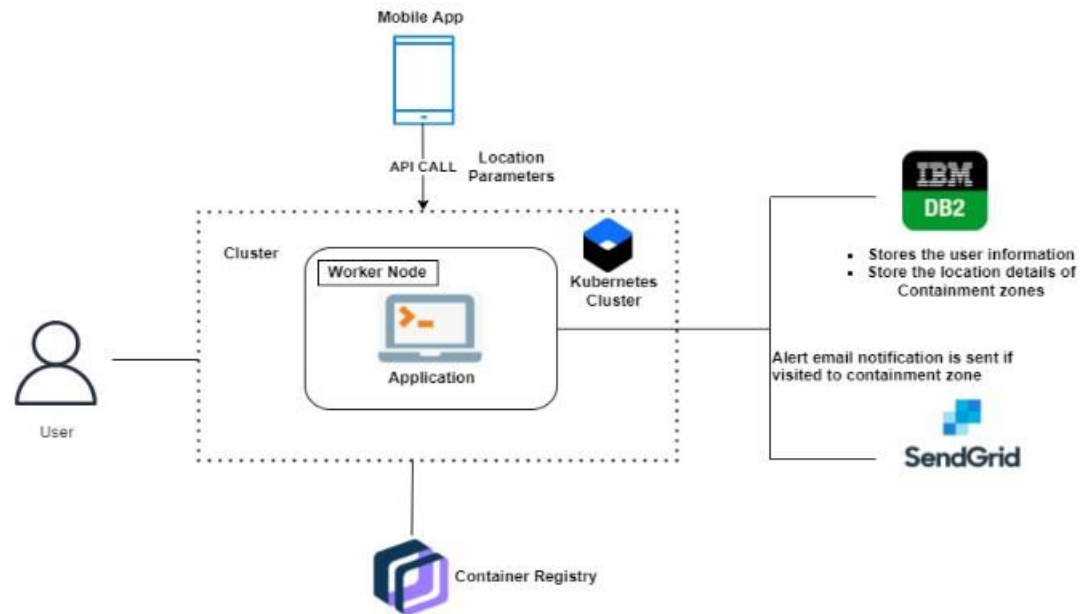 Mobile App
API CALL
Location
Parameters
IBM
DB2
Cluster
Worker Node
Kubernetes
Cluster
Stores the user information
Store the location details of
Containment zones
Application
Alert email notification is sent if
visited to containment zone
User
SendGrid
Container Registry